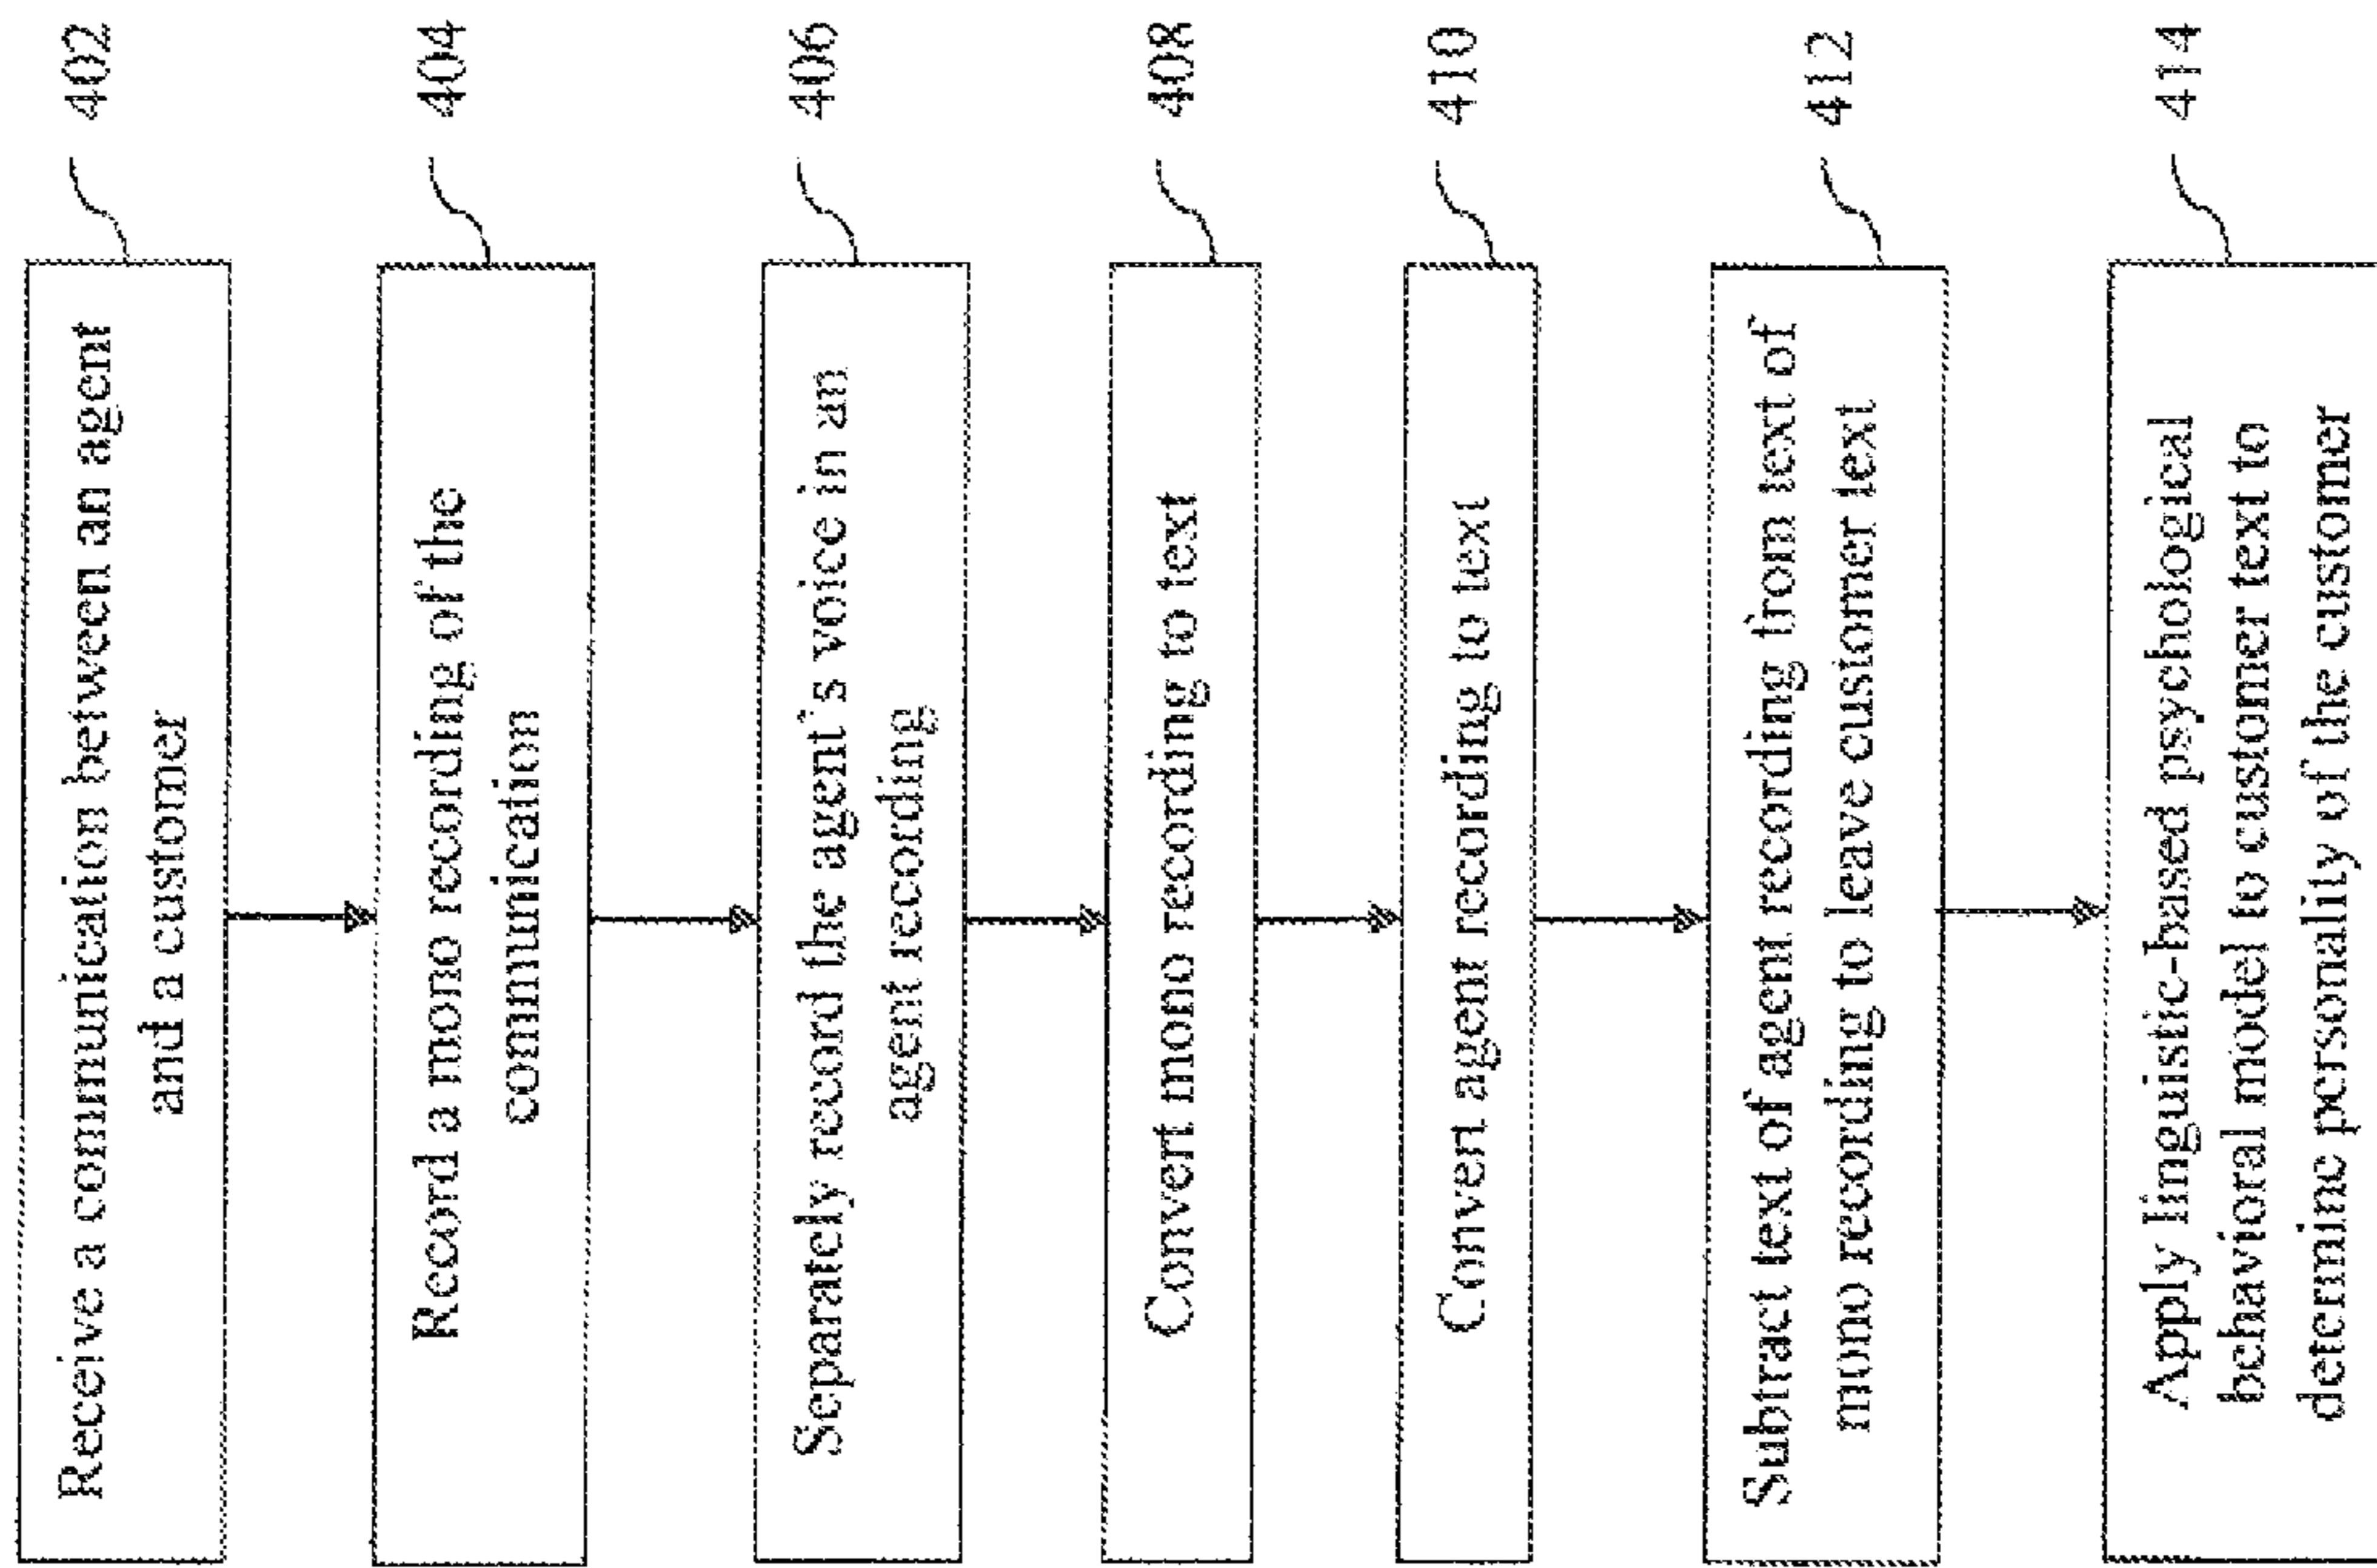 Receive a communication between an agent
and a customer
402
Record a mono recording of the
communication
404
Separately record the agent's voice in an
agent recording
406
Convert mono recording to text
408
Convert agent recording to text
410
Subtract text of agent recording from text of
mono recording to leave customer text
412
Apply linguistic-based psychological
behavioral model to customer text to
determine personality of the customer
414